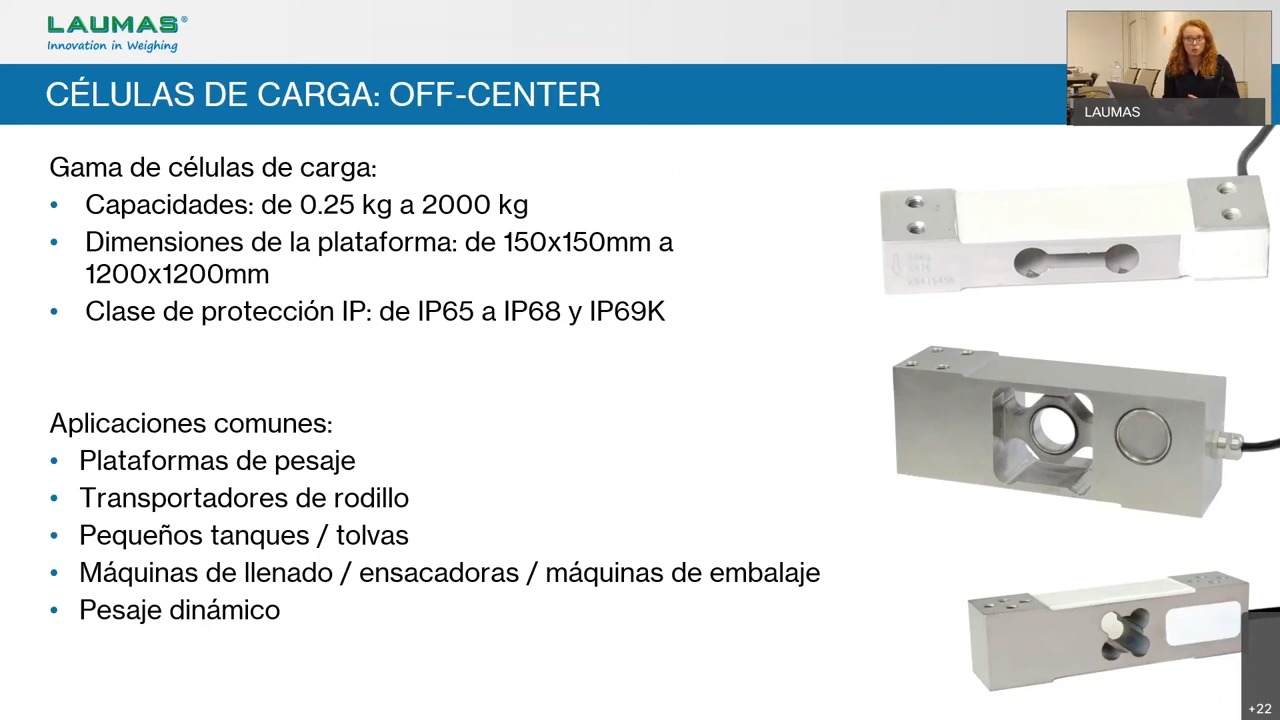 LAUMAS®
Innovation in Weighing
CÉLULAS DE CARGA: OFF-CENTER
LAUMAS
Gama de células de carga:
• Capacidades: de 0.25 kg a 2000 kg
• Dimensiones de la plataforma: de 150x150mm a
1200x1200mm
• Clase de protección IP: de IP65 a IP68 y IP69K
Aplicaciones comunes:
• Plataformas de pesaje
• Transportadores de rodillo
• Pequeños tanques / tolvas
• Máquinas de llenado / ensacadoras / máquinas de embalaje
• Pesaje dinámico
+22